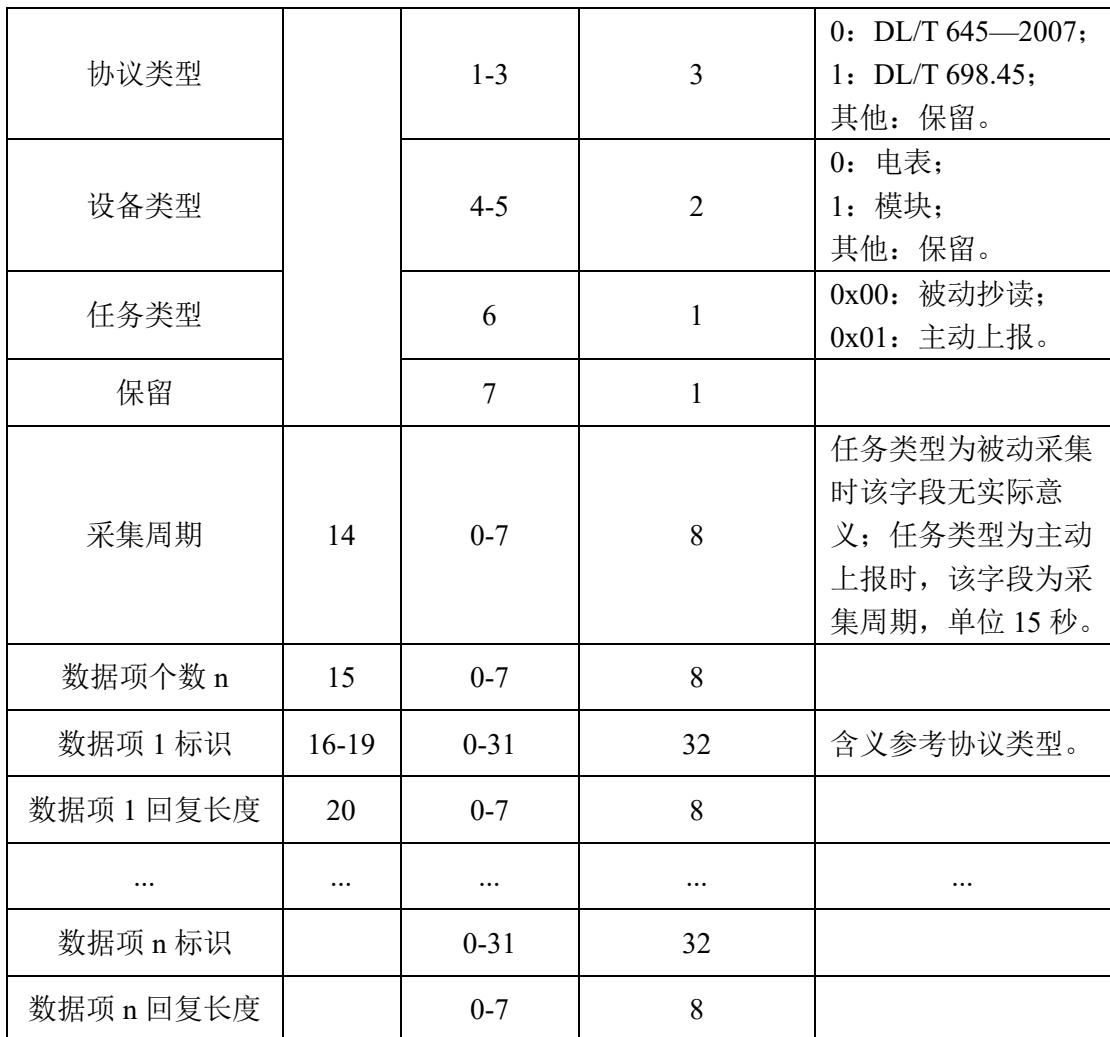 协议类型 1-3 3 0：DL/T 645—2007；
1：DL/T 698.45；
其他：保留。
设备类型 4-5 2 0：电表；
1：模块；
其他：保留。
任务类型 6 1 0x00：被动抄读；
0x01：主动上报。
保留 7 1
采集周期 14 0-7 8 任务类型为被动采集
时该字段无实际意
义；任务类型为主动
上报时，该字段为采
集周期，单位 15 秒。
数据项个数 n 15 0-7 8
数据项 1 标识 16-19 0-31 32 含义参考协议类型。
数据项 1 回复长度 20 0-7 8
... ... ... ... ...
数据项 n 标识 0-31 32
数据项 n 回复长度 0-7 8